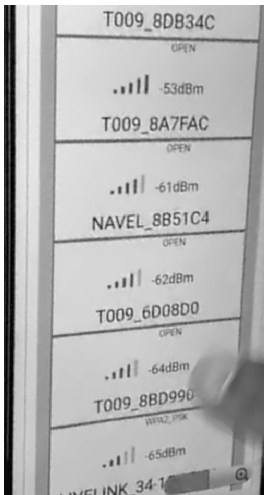 T009_8DB34C
OPEN
-53dBm
T009_8A7FAC
OPEN
-61dBm
NAVEL_8B51C4
OPEN
-62dBm
T009_6D08D0
OPEN
-64dBm
T009_8BD990
WPA2_PSK
-65dBm